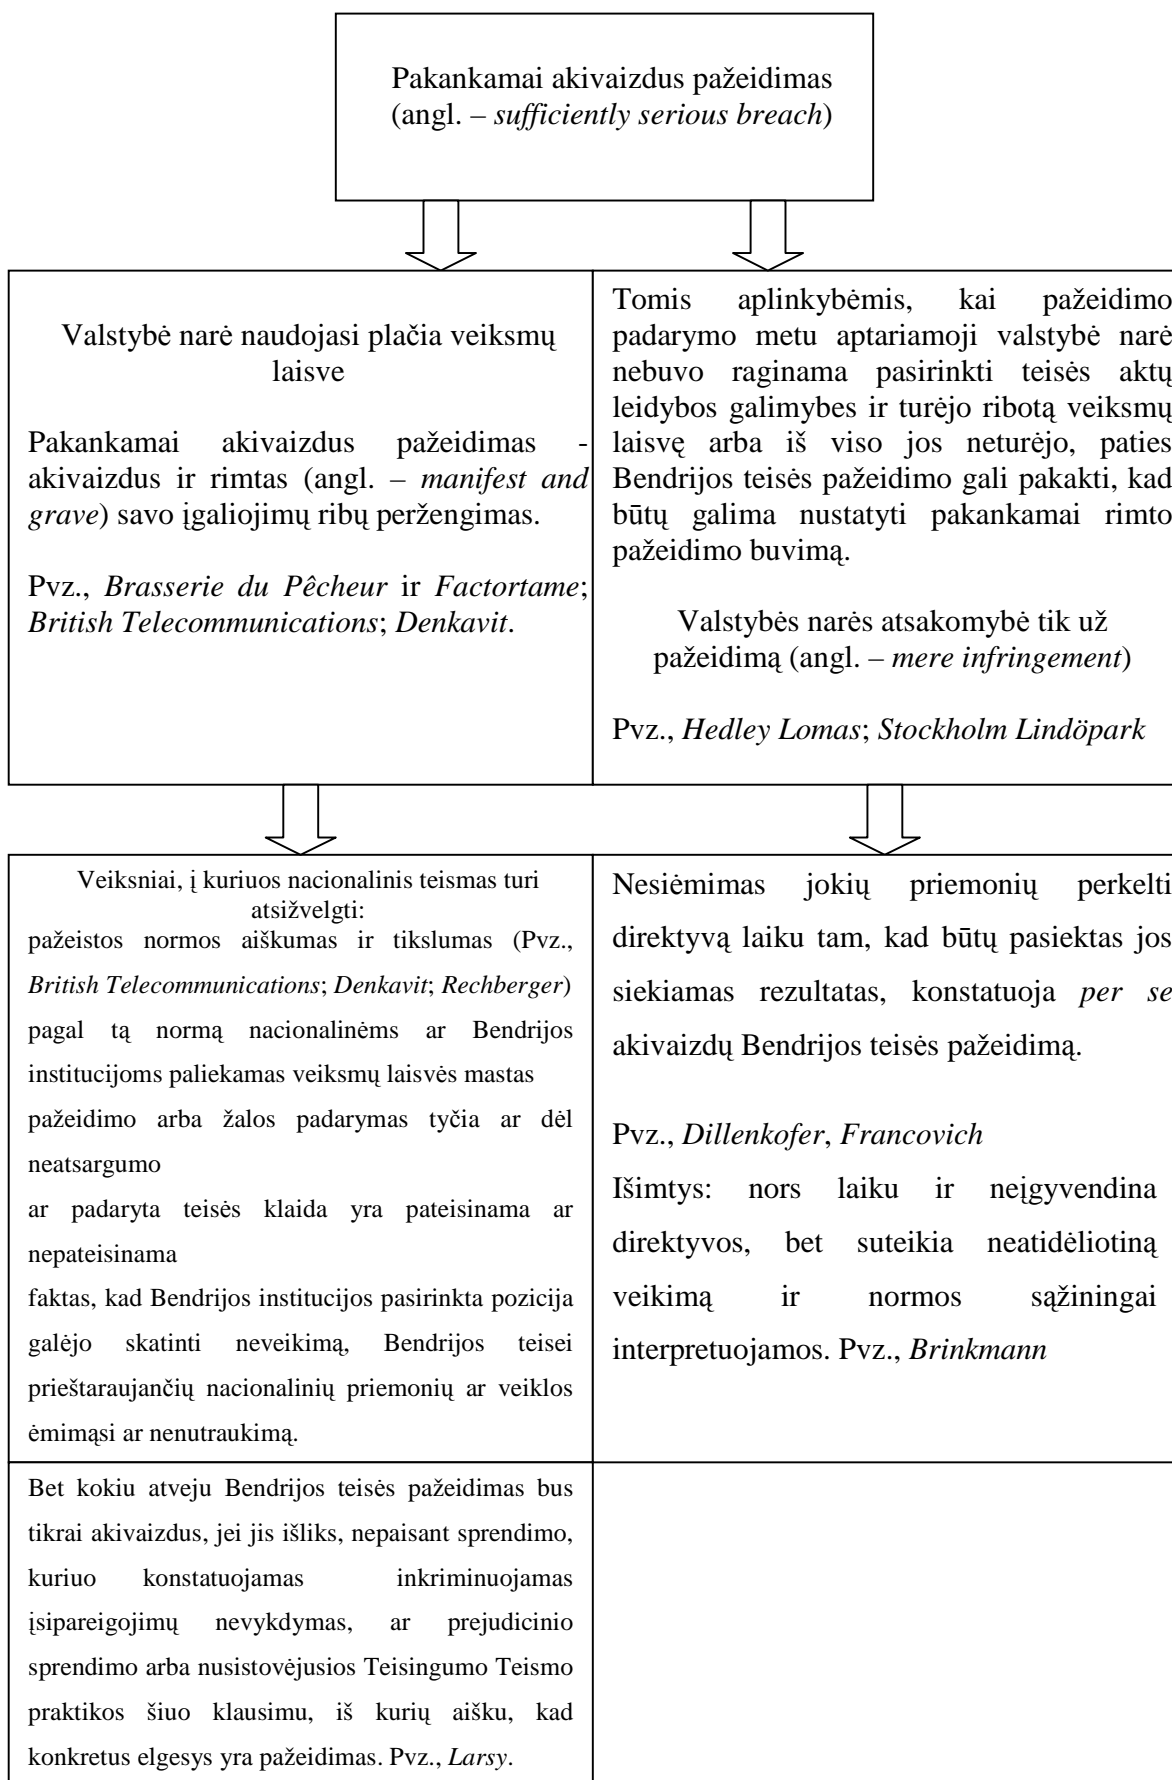 Pakankamai akivaizdus pažeidimas
(angl. – sufficiently serious breach)
Valstybė narė naudojasi plačia veiksmų
laisve
Pakankamai akivaizdus pažeidimas -
akivaizdus ir rimtas (angl. – manifest and
grave) savo įgaliojimų ribų peržengimas.
Pvz., Brasserie du Pêcheur ir Factortame;
British Telecommunications; Denkavit.
Tomis aplinkybėmis, kai pažeidimo
padarymo metu aptariamoji valstybė narė
nebuvo raginama pasirinkti teisės aktų
leidybos galimybes ir turėjo ribotą veiksmų
laisvę arba iš viso jos neturėjo, paties
Bendrijos teisės pažeidimo gali pakakti, kad
būtų galima nustatyti pakankamai rimto
pažeidimo buvimą.
Valstybės narės atsakomybė tik už
pažeidimą (angl. – mere infringement)
Pvz., Hedley Lomas; Stockholm Lindöpark
Veiksniai, į kuriuos nacionalinis teismas turi
atsižvelgti:
pažeistos normos aiškumas ir tikslumas (Pvz.,
British Telecommunications; Denkavit; Rechberger)
pagal tą normą nacionalinėms ar Bendrijos
institucijoms paliekamas veiksmų laisvės mastas
pažeidimo arba žalos padarymas tyčia ar dėl
neatsargumo
ar padaryta teisės klaida yra pateisinama ar
nepateisinama
faktas, kad Bendrijos institucijos pasirinkta pozicija
galėjo skatinti neveikimą, Bendrijos teisei
prieštaraujančių nacionalinių priemonių ar veiklos
ėmimąsi ar nenutraukimą.
Nesiėmimas jokių priemonių perkelti
direktyvą laiku tam, kad būtų pasiektas jos
siekiamas rezultatas, konstatuoja per se
akivaizdų Bendrijos teisės pažeidimą.
Pvz., Dillenkofer, Francovich
Išimtys: nors laiku ir neįgyvendina
direktyvos, bet suteikia neatidėliotiną
veikimą ir normos sąžiningai
interpretuojamos. Pvz., Brinkmann
Bet kokiu atveju Bendrijos teisės pažeidimas bus
tikrai akivaizdus, jei jis išliks, nepaisant sprendimo,
kuriuo konstatuojamas inkriminuojamas
įsipareigojimų nevykdymas, ar prejudicinio
sprendimo arba nusistovėjusios Teisingumo Teismo
praktikos šiuo klausimu, iš kurių aišku, kad
konkretus elgesys yra pažeidimas. Pvz., Larsy.